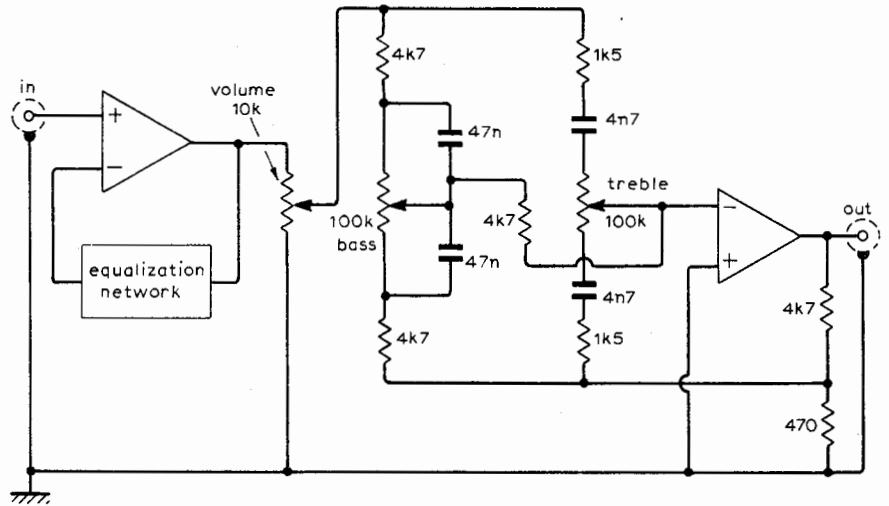 in
volume
10k
+
−
equalization
network
4k7
47n
100k
bass
47n
4k7
4k7
1k5
4n7
treble
100k
4n7
1k5
−
+
out
4k7
470